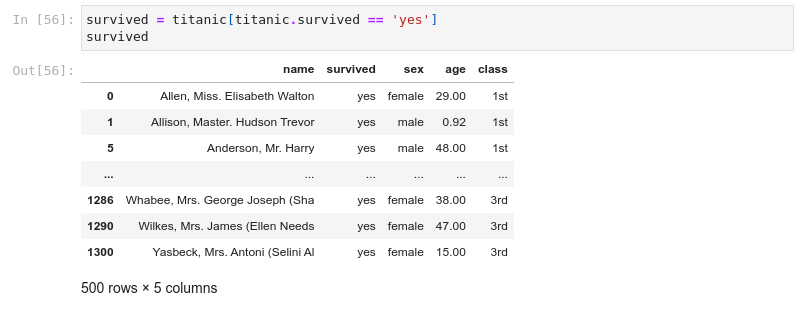 In [56]: survived = titanic[titanic.survived == 'yes']
survived
Out[56]:
name survived sex age class
0 Allen, Miss. Elisabeth Walton yes female 29.00 1st
1 Allison, Master. Hudson Trevor yes male 0.92 1st
5 Anderson, Mr. Harry yes male 48.00 1st
... ... ... ... ... ...
1286 Whabee, Mrs. George Joseph (Sha yes female 38.00 3rd
1290 Wilkes, Mrs. James (Ellen Needs yes female 47.00 3rd
1300 Yasbeck, Mrs. Antoni (Selini Al yes female 15.00 3rd
500 rows × 5 columns